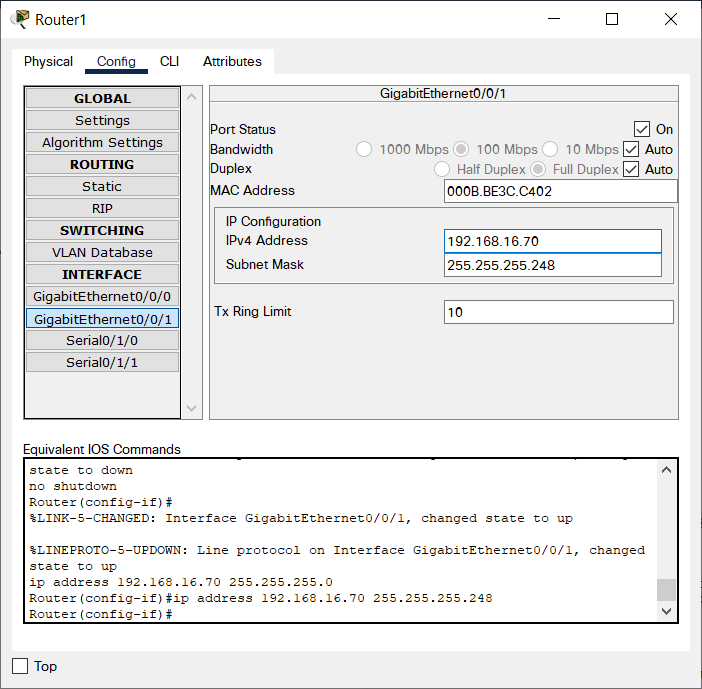 Router1
Physical Config CLI Attributes
GLOBAL
Settings
Algorithm Settings
ROUTING
Static
RIP
SWITCHING
VLAN Database
INTERFACE
GigabitEthernet0/0/0
GigabitEthernet0/0/1
Serial0/1/0
Serial0/1/1
GigabitEthernet0/0/1
Port Status On
Bandwidth 1000 Mbps 100 Mbps 10 Mbps Auto
Duplex Half Duplex Full Duplex Auto
MAC Address 000B.BE3C.C402
IP Configuration
IPv4 Address 192.168.16.70
Subnet Mask 255.255.255.248
Tx Ring Limit 10
Equivalent IOS Commands
state to down
no shutdown
Router(config-if)#
%LINK-5-CHANGED: Interface GigabitEthernet0/0/1, changed state to up
%LINEPROTO-5-UPDOWN: Line protocol on Interface GigabitEthernet0/0/1, changed
state to up
ip address 192.168.16.70 255.255.255.0
Router(config-if)#ip address 192.168.16.70 255.255.255.248
Router(config-if)#
Top